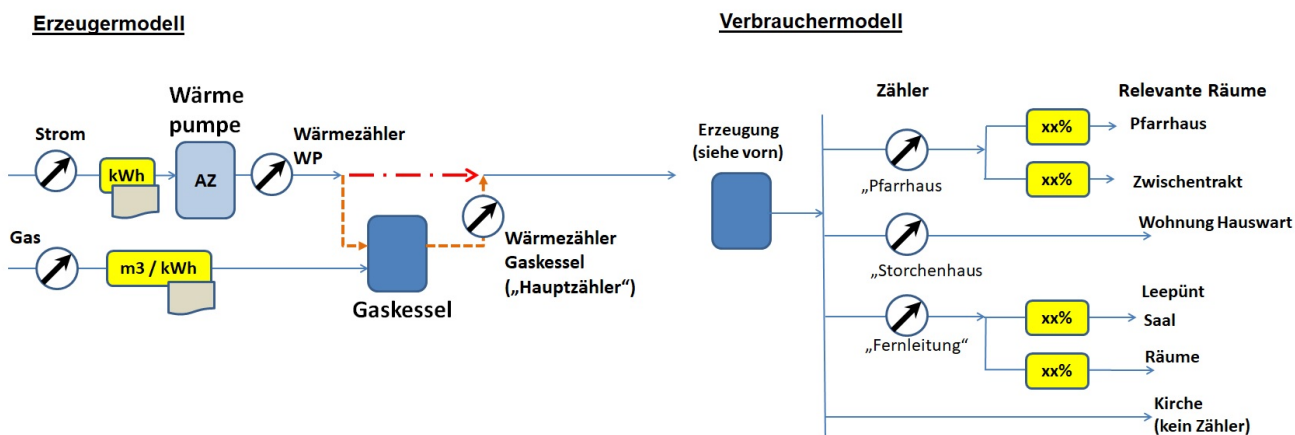 Erzeugermodell
Wärme
pumpe
Strom
kWh
AZ
Wärmezähler
WP
Gas
m3 / kWh
Gaskessel
Wärmezähler
Gaskessel
(„Hauptzähler“)
Verbrauchermodell
Zähler
Relevante Räume
Erzeugung
(siehe vorn)
„Pfarrhaus
xx%
Pfarrhaus
xx%
Zwischentrakt
„Storchenhaus
Wohnung Hauswart
„Fernleitung“
xx%
Leepünt
Saal
xx%
Räume
Kirche
(kein Zähler)